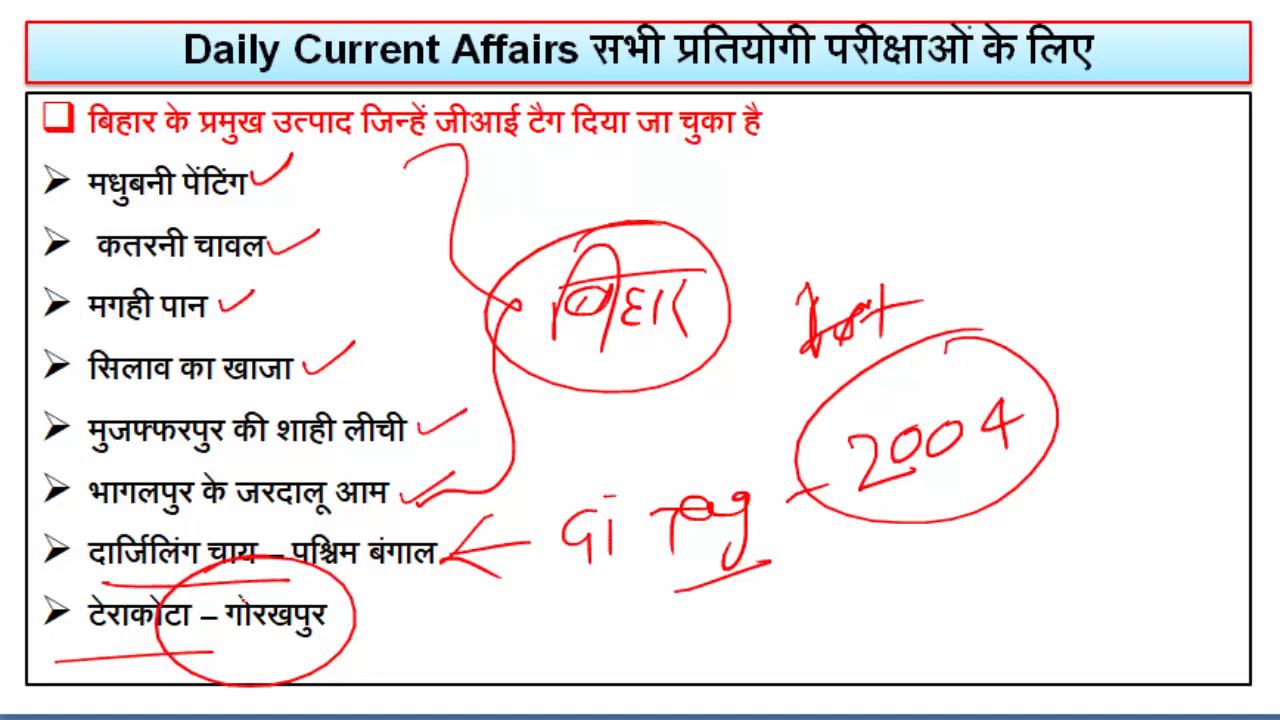 Daily Current Affairs सभी प्रतियोगी परीक्षाओं के लिए
बिहार के प्रमुख उत्पाद जिन्हें जीआई टैग दिया जा चुका है
मधुबनी पेंटिंग
कतरनी चावल
मगही पान
सिलाव का खाजा
मुजफ्फरपुर की शाही लीची
भागलपुर के जरदालू आम
दार्जिलिंग चाय – पश्चिम बंगाल
टेराकोटा – गोरखपुर
बिहार
2004
GI Tag